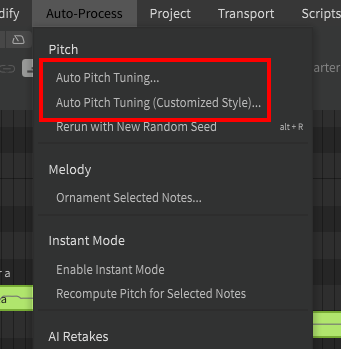 Auto-Process Project Transport Scripts
Pitch
Auto Pitch Tuning...
Auto Pitch Tuning (Customized Style)...
Rerun with New Random Seed alt + R
Melody
Ornament Selected Notes...
Instant Mode
Enable Instant Mode
Recompute Pitch for Selected Notes
AI Retakes
arter
r a